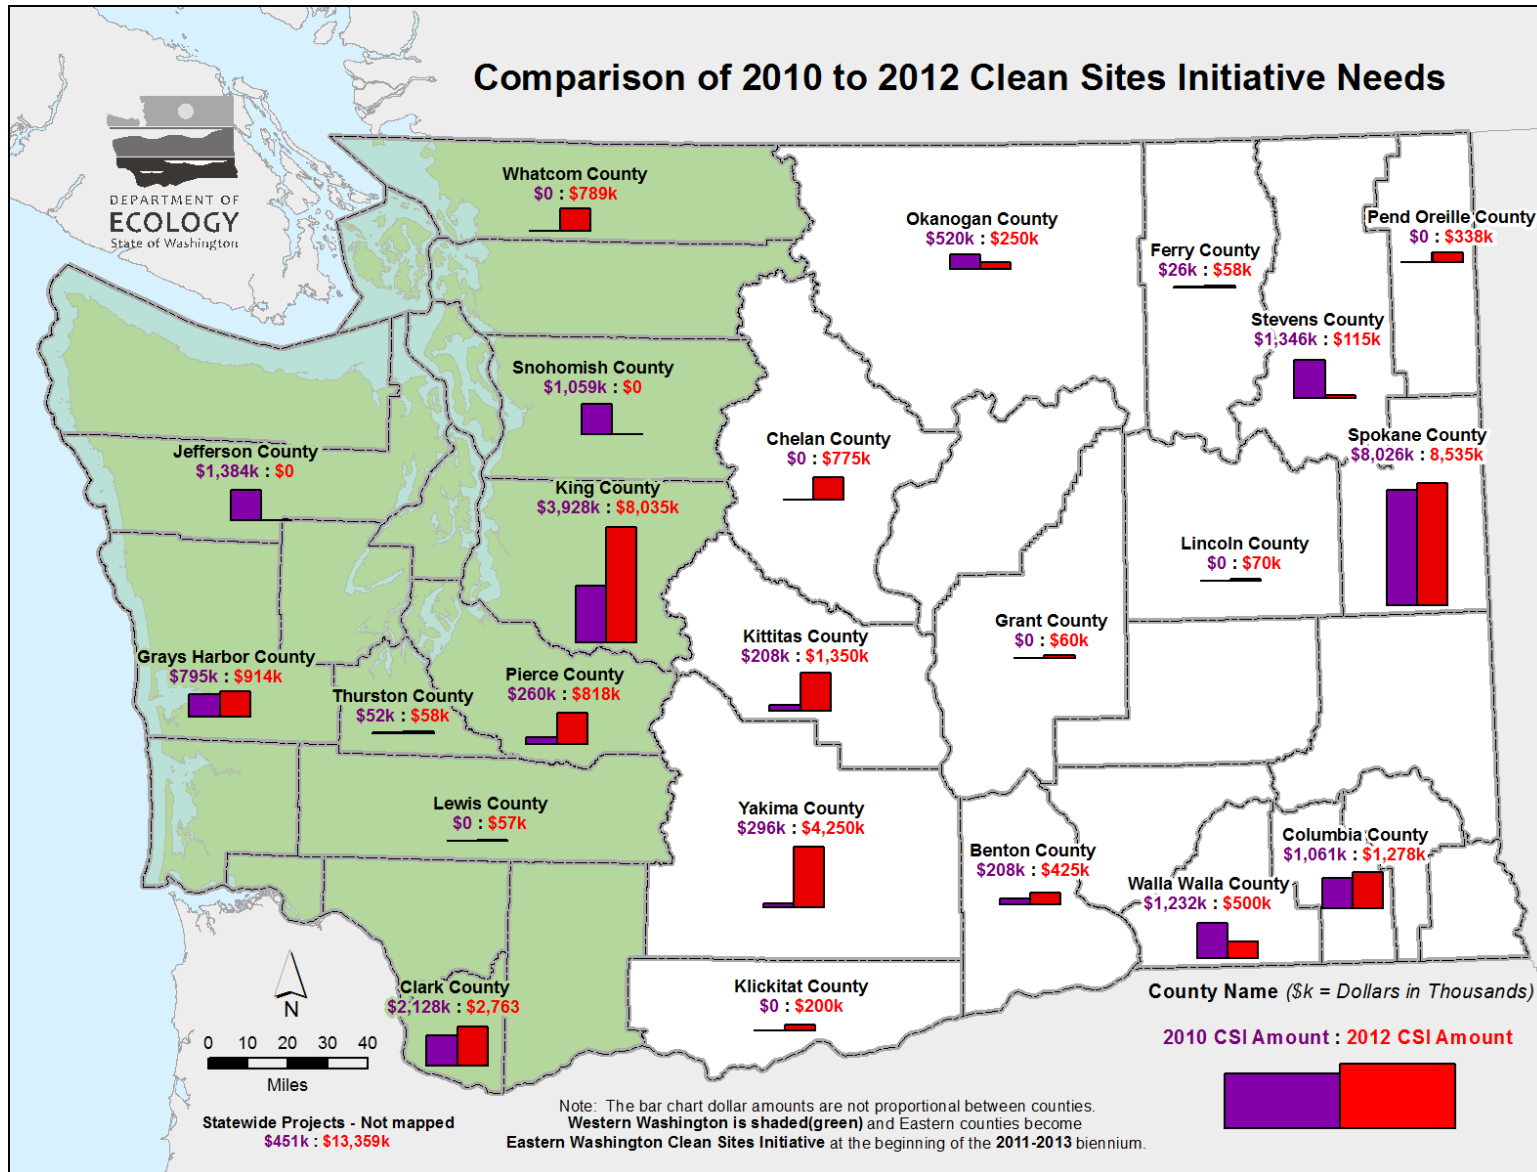 Comparison of 2010 to 2012 Clean Sites Initiative Needs
DEPARTMENT OF
ECOLOGY
State of Washington
Whatcom County
$0 : $789k
Okanogan County
$520k : $250k
Ferry County
$26k : $58k
Pend Oreille County
$0 : $338k
Stevens County
$1,346k : $115k
Snohomish County
$1,059k : $0
Chelan County
$0 : $775k
Spokane County
$8,026k : 8,535k
Jefferson County
$1,384k : $0
King County
$3,928k : $8,035k
Lincoln County
$0 : $70k
Grant County
$0 : $60k
Kittitas County
$208k : $1,350k
Grays Harbor County
$795k : $914k
Thurston County
$52k : $58k
Pierce County
$260k : $818k
Lewis County
$0 : $57k
Yakima County
$296k : $4,250k
Benton County
$208k : $425k
Columbia County
$1,061k : $1,278k
Walla Walla County
$1,232k : $500k
Clark County
$2,128k : $2,763
Klickitat County
$0 : $200k
N
0 10 20 30 40
Miles
Statewide Projects - Not mapped
$451k : $13,359k
County Name ($k = Dollars in Thousands)
2010 CSI Amount : 2012 CSI Amount
Note: The bar chart dollar amounts are not proportional between counties.
Western Washington is shaded(green) and Eastern counties become
Eastern Washington Clean Sites Initiative at the beginning of the 2011-2013 biennium.